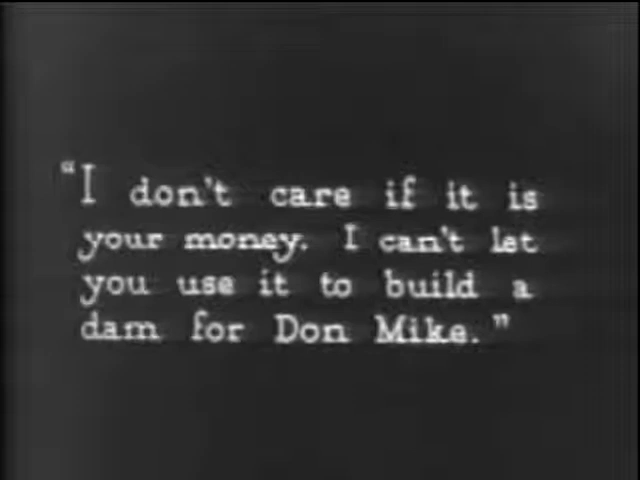 “I don't care if it is
your money. I can't let
you use it to build a
dam for Don Mike.”